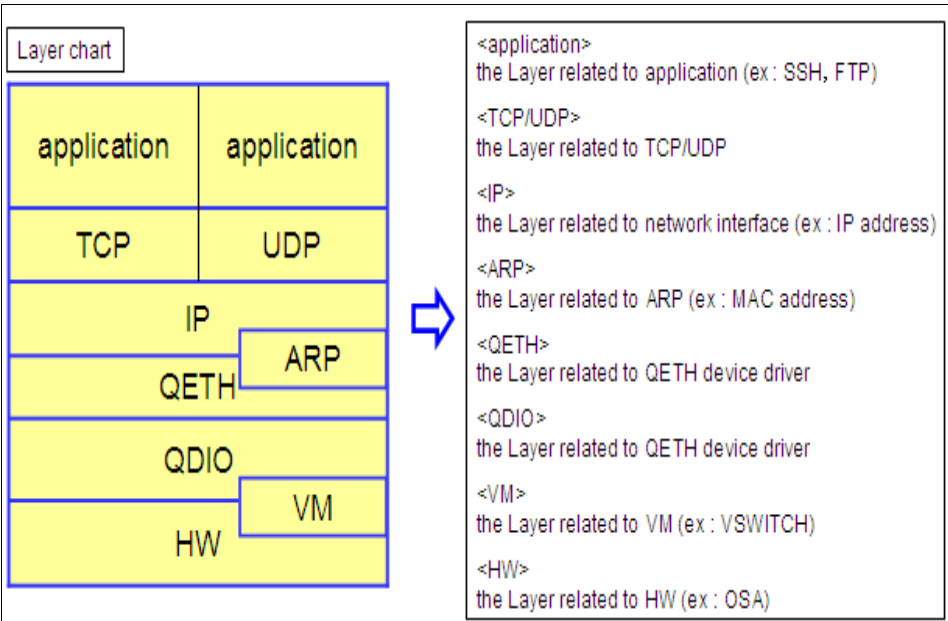 Layer chart
application
application
TCP
UDP
IP
ARP
QETH
QDIO
VM
HW
<application>
the Layer related to application (ex : SSH, FTP)
<TCP/UDP>
the Layer related to TCP/UDP
<IP>
the Layer related to network interface (ex : IP address)
<ARP>
the Layer related to ARP (ex : MAC address)
<QETH>
the Layer related to QETH device driver
<QDIO>
the Layer related to QETH device driver
<VM>
the Layer related to VM (ex : VSWITCH)
<HW>
the Layer related to HW (ex : OSA)